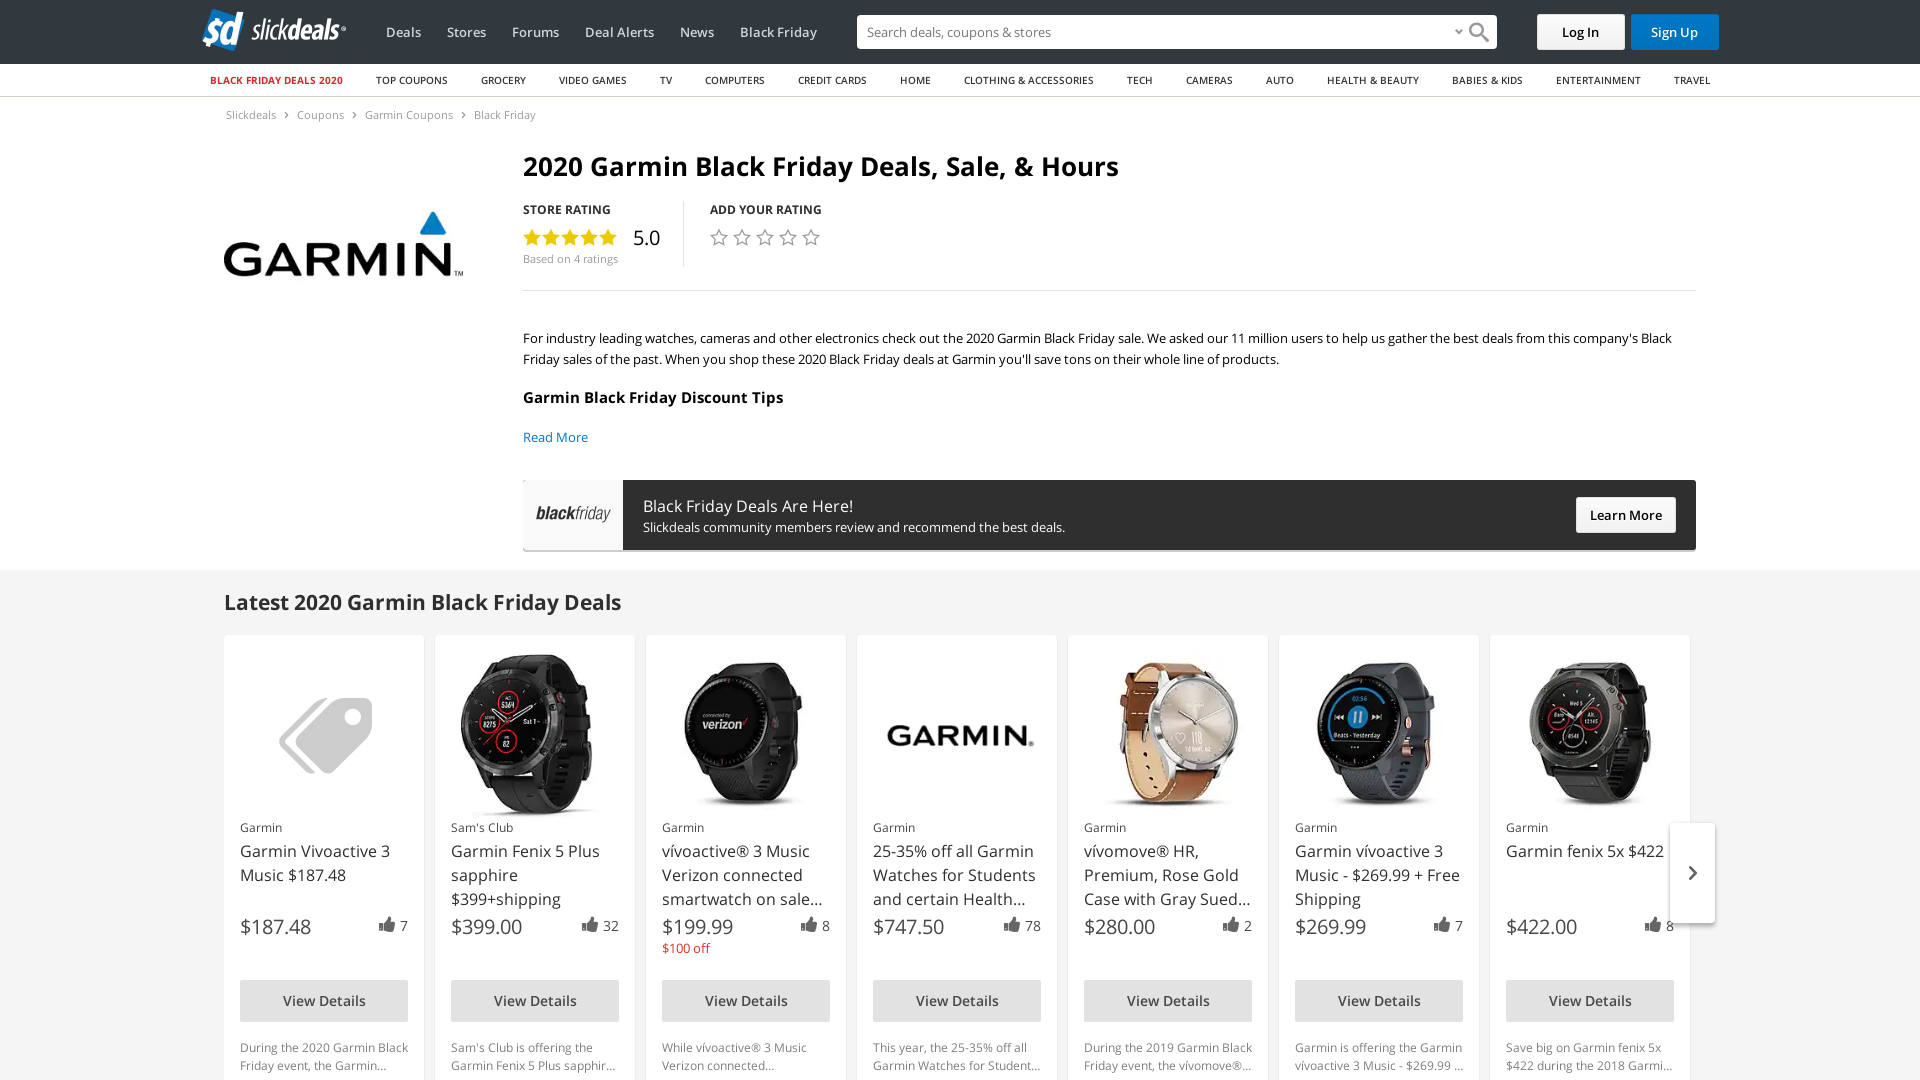 sd slickdeals
Deals
Stores
Forums
Deal Alerts
News
Black Friday
Search deals, coupons & stores
Log In
Sign Up
BLACK FRIDAY DEALS 2020
TOP COUPONS
GROCERY
VIDEO GAMES
TV
COMPUTERS
CREDIT CARDS
HOME
CLOTHING & ACCESSORIES
TECH
CAMERAS
AUTO
HEALTH & BEAUTY
BABIES & KIDS
ENTERTAINMENT
TRAVEL
Slickdeals > Coupons > Garmin Coupons > Black Friday
GARMIN™
2020 Garmin Black Friday Deals, Sale, & Hours
STORE RATING
5.0
Based on 4 ratings
ADD YOUR RATING
For industry leading watches, cameras and other electronics check out the 2020 Garmin Black Friday sale. We asked our 11 million users to help us gather the best deals from this company's Black
Friday sales of the past. When you shop these 2020 Black Friday deals at Garmin you'll save tons on their whole line of products.
Garmin Black Friday Discount Tips
Read More
blackfriday
Black Friday Deals Are Here!
Slickdeals community members review and recommend the best deals.
Learn More
Latest 2020 Garmin Black Friday Deals
Garmin
Garmin Vivoactive 3
Music $187.48
$187.48
7
View Details
During the 2020 Garmin Black
Friday event, the Garmin...
Sam's Club
Garmin Fenix 5 Plus
sapphire
$399+shipping
$399.00
32
View Details
Sam's Club is offering the
Garmin Fenix 5 Plus sapphir...
connected by
verizon
Garmin
vívoactive® 3 Music
Verizon connected
smartwatch on sale...
$199.99
8
$100 off
View Details
While vívoactive® 3 Music
Verizon connected...
GARMIN®
Garmin
25-35% off all Garmin
Watches for Students
and certain Health...
$747.50
78
View Details
This year, the 25-35% off all
Garmin Watches for Student...
Garmin
vívomove® HR,
Premium, Rose Gold
Case with Gray Sued...
$280.00
2
View Details
During the 2019 Garmin Black
Friday event, the vívomove®...
02:56
Beats - Yesterday
Garmin
Garmin vívoactive 3
Music - $269.99 + Free
Shipping
$269.99
7
View Details
Garmin is offering the Garmin
vívoactive 3 Music - $269.99 ...
Garmin
Garmin fenix 5x $422
$422.00
8
View Details
Save big on Garmin fenix 5x
$422 during the 2018 Garmi...